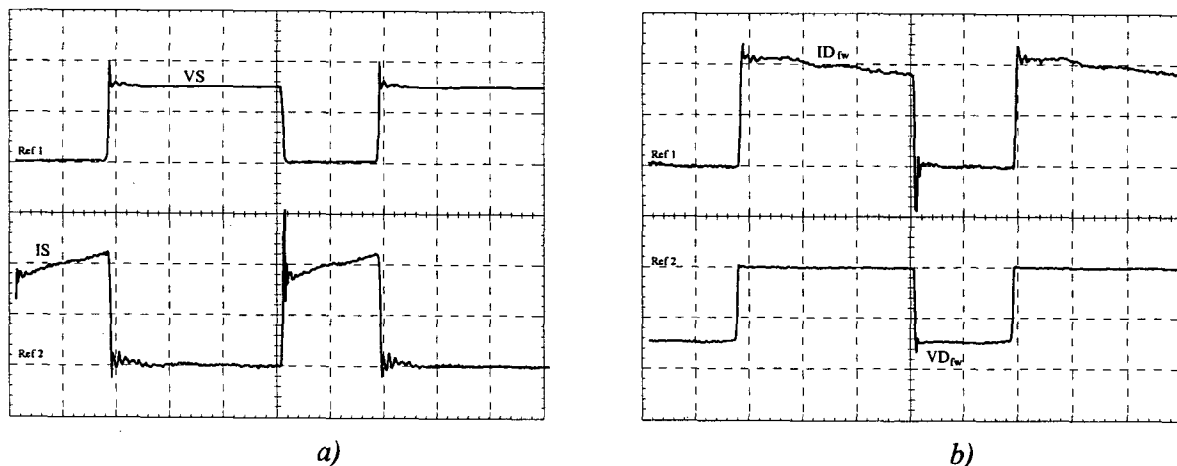 VS
Ref 1
IS
Ref 2
a)
ID fw
Ref 1
Ref 2
VD fw
b)